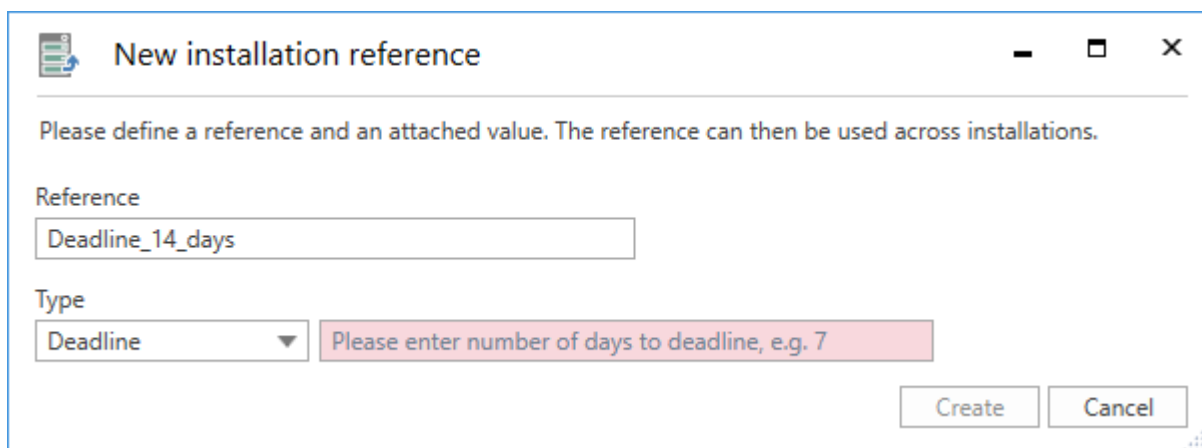 New installation reference
Please define a reference and an attached value. The reference can then be used across installations.
Reference
Deadline_14_days
Type
Deadline Please enter number of days to deadline, e.g. 7
Create Cancel